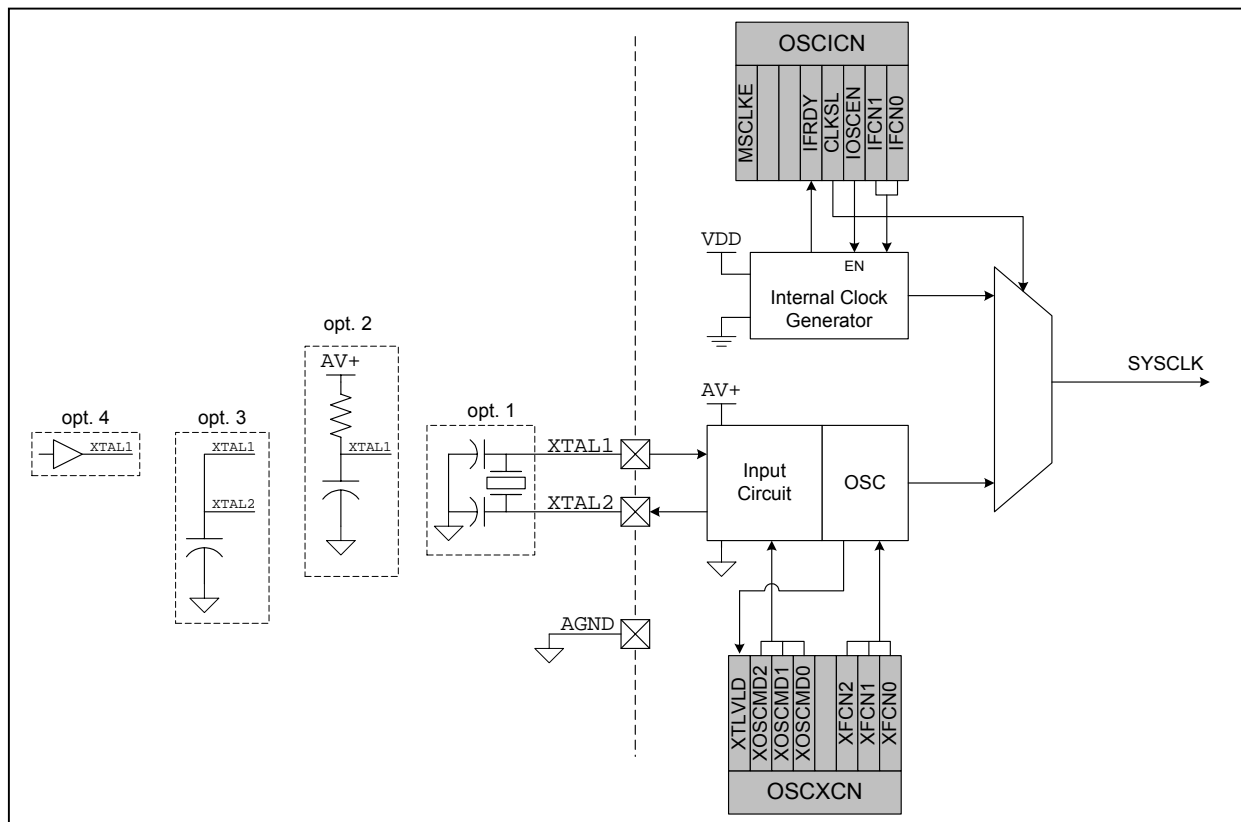 OSCICN
MSCLKE
IFRDY
CLKSL
IOSCEN
IFCN1
IFCN0
VDD
EN
Internal Clock
Generator
opt. 2
AV+
XTAL1
opt. 4
XTAL1
opt. 3
XTAL1
XTAL2
opt. 1
XTAL1
XTAL2
AV+
Input
Circuit
OSC
SYSCLK
AGND
XTLVLD
XOSCMD2
XOSCMD1
XOSCMD0
XFCN2
XFCN1
XFCN0
OSCXCN